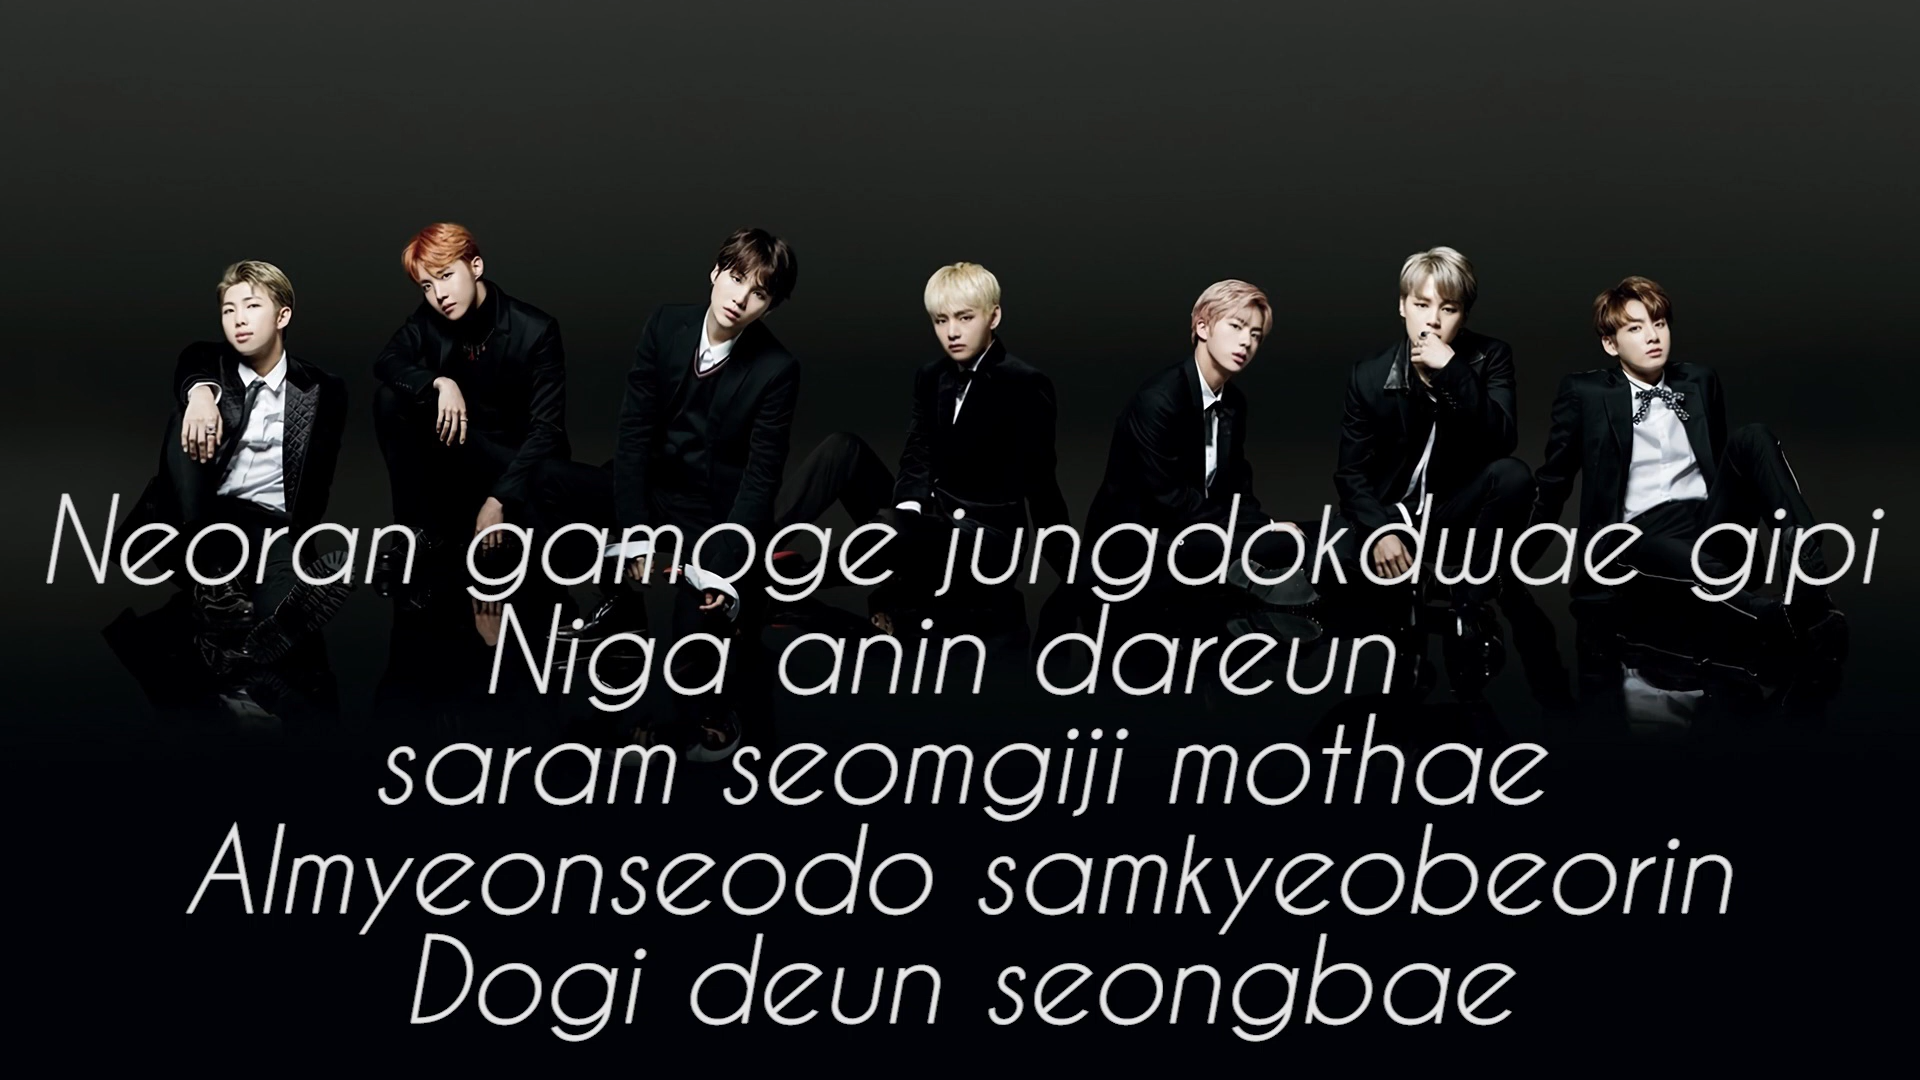 Neoran gamoge jungdokdwae gipi
Niga anin dareun
saram seomgiji mothae
Almyeonseodo samkyeobeorin
Dogi deun seongbae